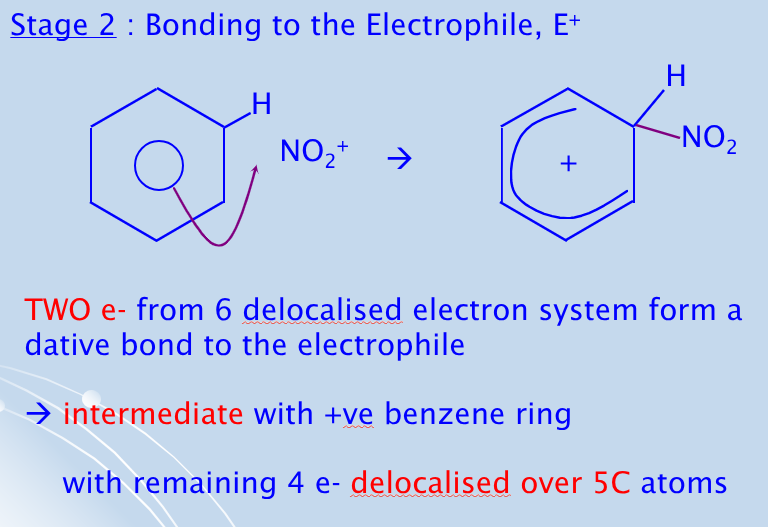 Stage 2 : Bonding to the Electrophile, E⁺
H
NO₂⁺ →
H
NO₂
+
TWO e- from 6 delocalised electron system form a
dative bond to the electrophile
→ intermediate with +ve benzene ring
with remaining 4 e- delocalised over 5C atoms